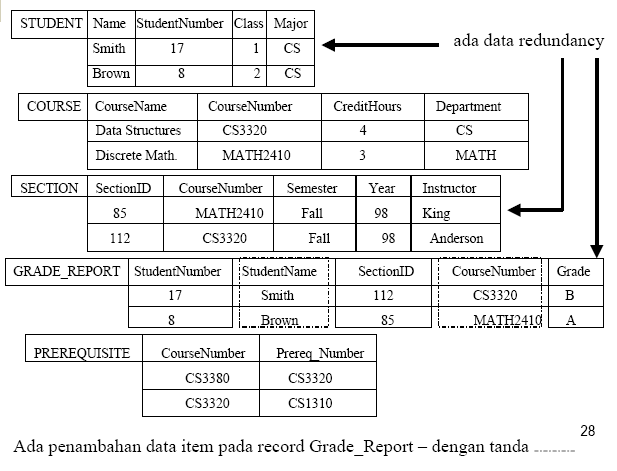 STUDENT Name StudentNumber Class Major
ada data redundancy
Smith 17 1 CS
Brown 8 2 CS
COURSE CourseName CourseNumber CreditHours Department
Data Structures CS3320 4 CS
Discrete Math. MATH2410 3 MATH
SECTION SectionID CourseNumber Semester Year Instructor
85 MATH2410 Fall 98 King
112 CS3320 Fall 98 Anderson
GRADE_REPORT StudentNumber StudentName SectionID CourseNumber Grade
17 Smith 112 CS3320 B
8 Brown 85 MATH2410 A
PREREQUISITE CourseNumber Prereq_Number
CS3380 CS3320
CS3320 CS1310
28
Ada penambahan data item pada record Grade_Report – dengan tanda